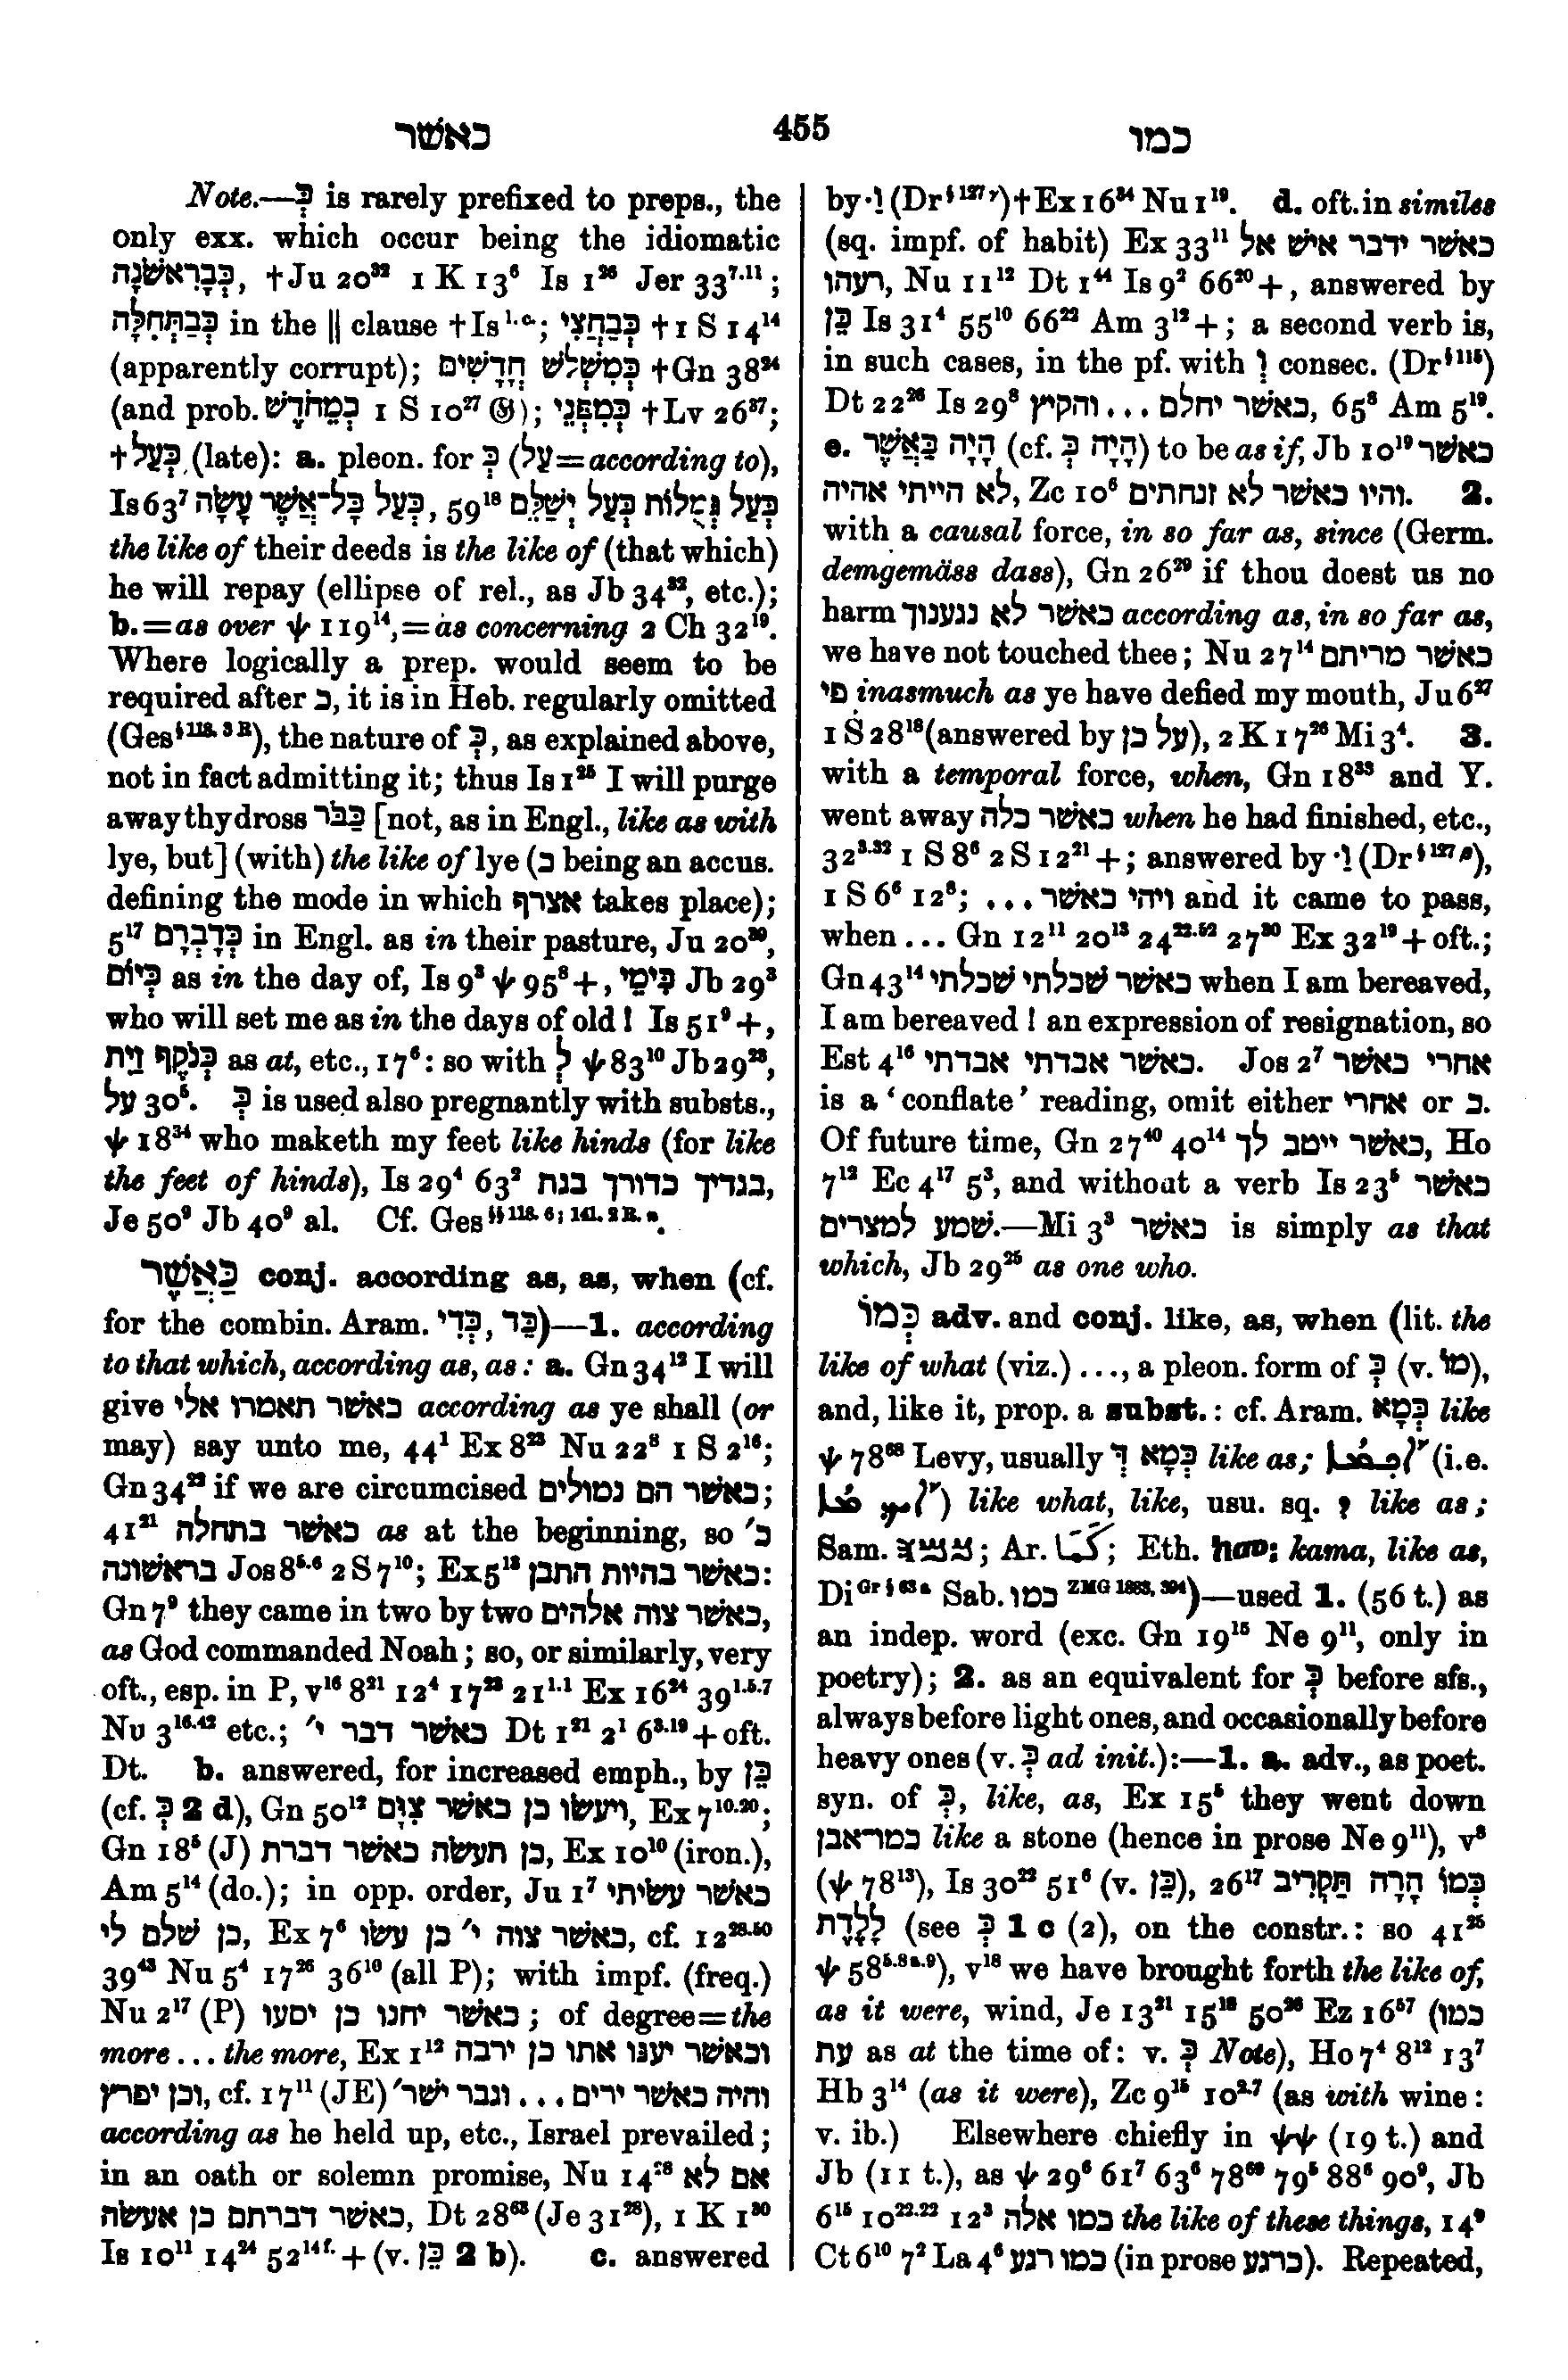 כאשר 455 כמו
Note.—כְּ is rarely prefixed to preps., the
only exx. which occur being the idiomatic
כְּבָרִאשֹׁנָה, †Ju 20³² 1 K 13⁶ Is 1²⁶ Jer 33⁷·¹¹;
כְּבַתְּחִלָּה in the || clause †Is ˡ·ᶜ·; כְּבַחֲצִי †1 S 14¹⁴
(apparently corrupt); כְּמִשְׁלשׁ חֳדָשִׁים †Gn 38²⁴
(and prob. כְּמֵחֹדֶשׁ 1 S 10²⁷ 𝔊); כְּמִפְּנֵי †Lv 26³⁷;
†כְּעַל (late): a. pleon. for כְּ (עַל=according to),
Is 63⁷ כְּעַל כָּל־אֲשֶׁר עָשָׂה, 59¹⁸ כְּעַל גְּמֻלוֹת כְּעַל יְשַׁלֵּם
the like of their deeds is the like of (that which)
he will repay (ellipse of rel., as Jb 34³², etc.);
b.=as over ψ 119¹⁴,=as concerning 2 Ch 32¹⁹.
Where logically a prep. would seem to be
required after כ, it is in Heb. regularly omitted
(Ges§¹¹⁸·³ᴿ), the nature of כְּ, as explained above,
not in fact admitting it; thus Is 1²⁵ I will purge
away thy dross כַּבֹּר [not, as in Engl., like as with
lye, but] (with) the like of lye (כ being an accus.
defining the mode in which אצרף takes place);
5¹⁷ כְּדָבְרָם in Engl. as in their pasture, Ju 20³⁹,
כְּיוֹם as in the day of, Is 9³ ψ 95⁸+, כִּימֵי Jb 29²
who will set me as in the days of old! Is 51⁹+,
כְּנֹקֶף זַיִת as at, etc., 17⁶: so with לְ ψ 83¹⁰ Jb 29²³,
עַל 30⁵. כְּ is used also pregnantly with substs.,
ψ 18³⁴ who maketh my feet like hinds (for like
the feet of hinds), Is 29⁴ 63² בגדיך כדורך בגת,
Je 50⁹ Jb 40⁹ al. Cf. Ges§§¹¹⁸·⁶; ¹⁴¹·²ᴿ·ⁿ.
כַּאֲשֶׁר conj. according as, as, when (cf.
for the combin. Aram. כַּד, כְּדִי)—1. according
to that which, according as, as: a. Gn 34¹² I will
give כאשר תאמרו אלי according as ye shall (or
may) say unto me, 44¹ Ex 8²³ Nu 22⁸ 1 S 2¹⁶;
Gn 34²² if we are circumcised כאשר הם נמולים;
41²¹ כאשר בתחלה as at the beginning, so כ׳
בראשונה Jos 8⁵·⁶ 2 S 7¹⁰; Ex 5¹³ כאשר בהיות התבן:
Gn 7⁹ they came in two by two כאשר צוה אלהים,
as God commanded Noah; so, or similarly, very
oft., esp. in P, v¹⁶ 8²¹ 12⁴ 17²³ 21¹·¹ Ex 16²⁴ 39¹·⁵·⁷
Nu 3¹⁶·⁴² etc.; כאשר דבר י׳ Dt 1²¹ 2¹ 6³·¹⁹+oft.
Dt. b. answered, for increased emph., by כֵּן
(cf. כְּ 2 d), Gn 50¹² ויעשׂו כן כאשר צִוָּם, Ex 7¹⁰·²⁰;
Gn 18⁵ (J) כן תעשׂה כאשר דברת, Ex 10¹⁰ (iron.),
Am 5¹⁴ (do.); in opp. order, Ju 1⁷ כאשר עשׂיתי
כן שלם לי, Ex 7⁶ כאשר צוה י׳ כן עשׂו, cf. 12²⁸·⁵⁰
39⁴³ Nu 5⁴ 17²⁶ 36¹⁰ (all P); with impf. (freq.)
Nu 2¹⁷ (P) כאשר יחנו כן יסעו; of degree=the
more ... the more, Ex 1¹² וכאשר יענו אתו כן ירבה
וכן יפרץ, cf. 17¹¹ (JE) והיה כאשר ירים ... וגבר ישׂר׳
according as he held up, etc., Israel prevailed;
in an oath or solemn promise, Nu 14²⁸ אם לא
כאשר דברתם כן אעשׂה, Dt 28⁶³ (Je 31²⁸), 1 K 1³⁰
Is 10¹¹ 14²⁴ 52¹⁴ᶠ·+(v. כֵּן 2 b). c. answered
by ·וַ (Dr§¹²⁷ᵞ) †Ex 16³⁴ Nu 1¹⁹. d. oft. in similes
(sq. impf. of habit) Ex 33¹¹ כאשר ידבר איש אל
רעהו, Nu 11¹² Dt 1⁴⁴ Is 9² 66²⁰+, answered by
כֵּן Is 31⁴ 55¹⁰ 66²² Am 3¹²+; a second verb is,
in such cases, in the pf. with וְ consec. (Dr§¹¹⁵)
Dt 22²⁶ Is 29⁸ כאשר יחלם ... והקיץ, 65⁸ Am 5¹⁹.
e. הָיָה כַּאֲשֶׁר (cf. הָיָה כְּ) to be as if, Jb 10¹⁹ כאשר
לא הייתי אהיה, Zc 10⁶ והיו כאשר לא זנחתים. 2.
with a causal force, in so far as, since (Germ.
demgemäss dass), Gn 26²⁹ if thou doest us no
harm כאשר לא נגענוך according as, in so far as,
we have not touched thee; Nu 27¹⁴ כאשר מריתם
פי inasmuch as ye have defied my mouth, Ju 6²⁷
1 S 28¹⁸ (answered by על כן), 2 K 17²⁶ Mi 3⁴. 3.
with a temporal force, when, Gn 18³³ and Y.
went away כאשר כלה when he had finished, etc.,
32³·³² 1 S 8⁶ 2 S 12²¹+; answered by ·וַ (Dr§¹²⁷ᵝ),
1 S 6⁶ 12⁸; ... ויהי כאשר and it came to pass,
when ... Gn 12¹¹ 20¹³ 24²²·⁵² 27³⁰ Ex 32¹⁹+oft.;
Gn 43¹⁴ כאשר שכלתי שכלתי when I am bereaved,
I am bereaved! an expression of resignation, so
Est 4¹⁶ כאשר אבדתי אבדתי. Jos 2⁷ אחרי כאשר
is a ‘conflate’ reading, omit either אחרי or כ.
Of future time, Gn 27⁴⁰ 40¹⁴ כאשר ייטב לך, Ho
7¹² Ec 4¹⁷ 5³, and without a verb Is 23⁵ כאשר
שמע למצרים.—Mi 3³ כאשר is simply as that
which, Jb 29²⁵ as one who.
כְּמוֹ adv. and conj. like, as, when (lit. the
like of what (viz.) ..., a pleon. form of כְּ (v. מוֹ),
and, like it, prop. a subst.: cf. Aram. כְּמָא like
ψ 78⁶⁸ Levy, usually כְּמָא דְּ like as; (i.e.
) like what, like, usu. sq. ? like as;
Sam. ࠊࠌࠄ; Ar. كَمَا; Eth. ከመ፡ kama, like as,
Di ᴳʳ§⁶³ᵃ Sab. כמו ᶻᴹᴳ ¹⁸⁸³, ³⁹⁴)—used 1. (56 t.) as
an indep. word (exc. Gn 19¹⁵ Ne 9¹¹, only in
poetry); 2. as an equivalent for כְּ before sfs.,
always before light ones, and occasionally before
heavy ones (v. כְּ ad init.):—1. a. adv., as poet.
syn. of כְּ, like, as, Ex 15⁵ they went down
כמו־אבן like a stone (hence in prose Ne 9¹¹), v⁸
(ψ 78¹³), Is 30²² 51⁶ (v. כֵּן), 26¹⁷ כְּמוֹ הָרָה תַּקְרִיב
לָלֶדֶת (see כְּ 1 c (2), on the constr.: so 41²⁵
ψ 58⁵·⁸ᵃ·⁹), v¹⁸ we have brought forth the like of,
as it were, wind, Je 13²¹ 15¹⁸ 50²⁶ Ez 16⁵⁷ (כמו
עת as at the time of: v. כְּ Note), Ho 7⁴ 8¹² 13⁷
Hb 3¹⁴ (as it were), Zc 9¹⁵ 10²·⁷ (as with wine:
v. ib.) Elsewhere chiefly in ψψ (19 t.) and
Jb (11 t.), as ψ 29⁶ 61⁷ 63⁶ 78⁶⁹ 79⁵ 88⁶ 90⁹, Jb
6¹⁵ 10²²·²² 12³ כמו אלה the like of these things, 14⁹
Ct 6¹⁰ 7² La 4⁶ כמו רגע (in prose כרגע). Repeated,